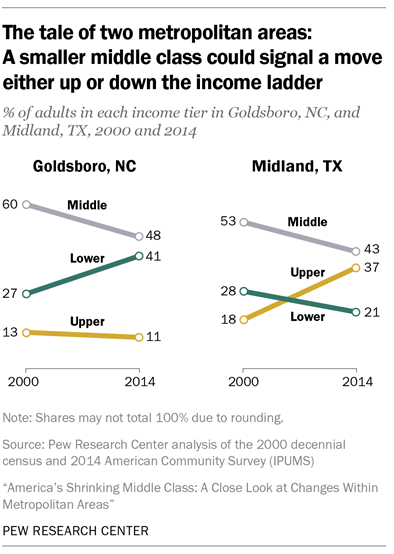 The tale of two metropolitan areas:
A smaller middle class could signal a move
either up or down the income ladder
% of adults in each income tier in Goldsboro, NC, and
Midland, TX, 2000 and 2014
Goldsboro, NC
60
Middle
48
Lower
41
27
13
Upper
11
2000
2014
Midland, TX
53
Middle
43
Upper
37
28
18
Lower
21
2000
2014
Note: Shares may not total 100% due to rounding.
Source: Pew Research Center analysis of the 2000 decennial
census and 2014 American Community Survey (IPUMS)
“America’s Shrinking Middle Class: A Close Look at Changes Within
Metropolitan Areas”
PEW RESEARCH CENTER